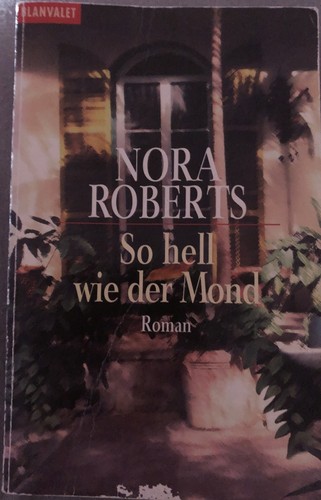 BLANVALET
NORA
ROBERTS
So hell
wie der Mond
Roman